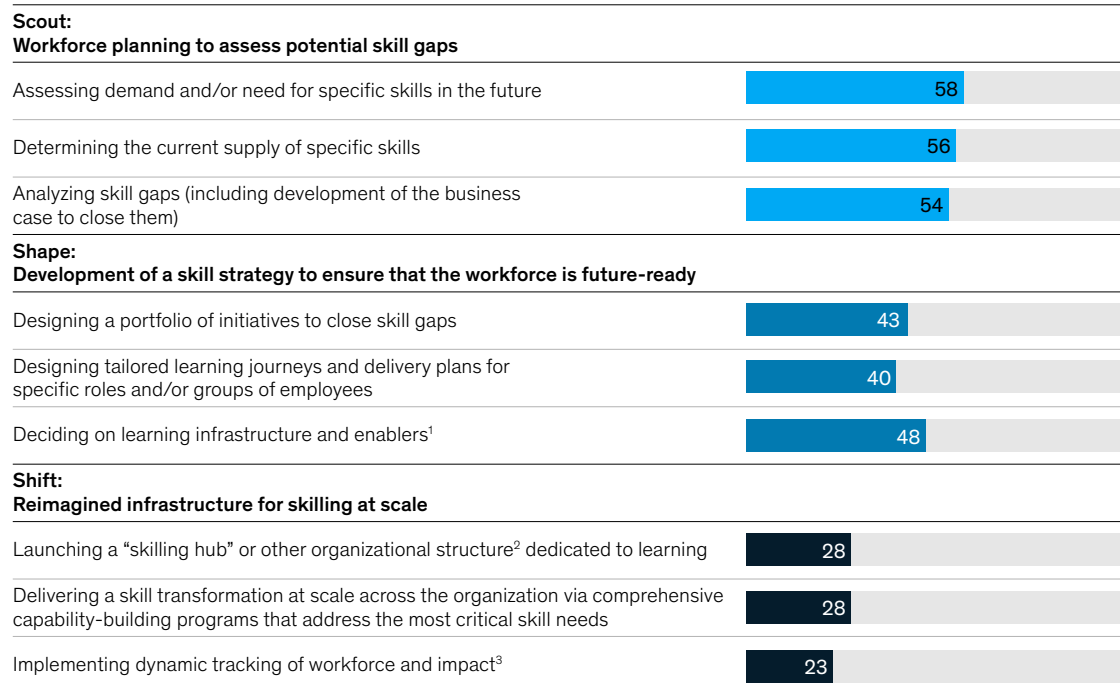 Scout:
Workforce planning to assess potential skill gaps
Assessing demand and/or need for specific skills in the future
58
Determining the current supply of specific skills
56
Analyzing skill gaps (including development of the business
case to close them)
54
Shape:
Development of a skill strategy to ensure that the workforce is future-ready
Designing a portfolio of initiatives to close skill gaps
43
Designing tailored learning journeys and delivery plans for
specific roles and/or groups of employees
40
Deciding on learning infrastructure and enablers¹
48
Shift:
Reimagined infrastructure for skilling at scale
Launching a “skilling hub” or other organizational structure² dedicated to learning
28
Delivering a skill transformation at scale across the organization via comprehensive
capability-building programs that address the most critical skill needs
28
Implementing dynamic tracking of workforce and impact³
23